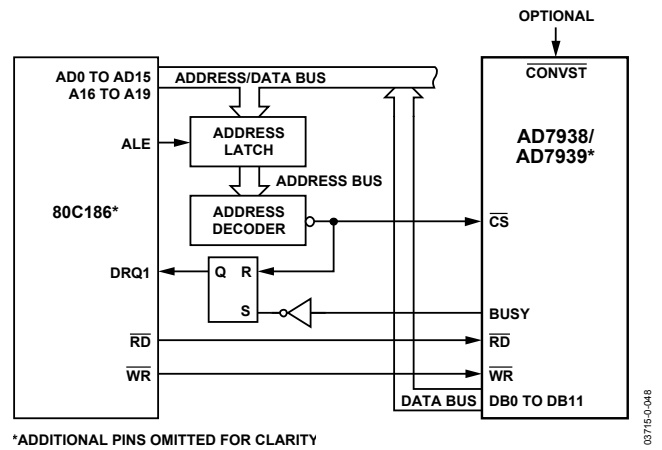 OPTIONAL
CONVST
AD0 TO AD15
A16 TO A19
ADDRESS/DATA BUS
AD7938/
AD7939*
ALE
ADDRESS
LATCH
ADDRESS BUS
80C186*
ADDRESS
DECODER
CS
DRQ1
Q R
S
BUSY
RD
RD
WR
WR
DATA BUS
DB0 TO DB11
*ADDITIONAL PINS OMITTED FOR CLARITY
03715-0-048